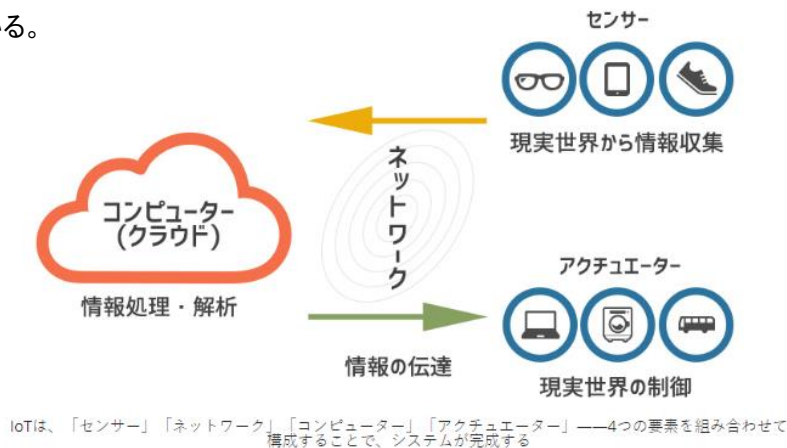 いる。
センサー
現実世界から情報収集
ネットワーク
コンピューター
(クラウド)
情報処理・解析
アクチュエーター
情報の伝達
現実世界の制御
IoTは、「センサー」「ネットワーク」「コンピューター」「アクチュエーター」——4つの要素を組み合わせて
構成することで、システムが完成する